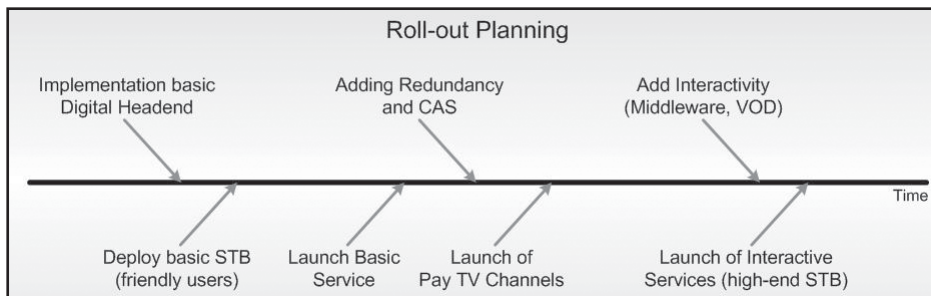 Roll-out Planning
Implementation basic
Digital Headend
Adding Redundancy
and CAS
Add Interactivity
(Middleware, VOD)
Time
Deploy basic STB
(friendly users)
Launch Basic
Service
Launch of
Pay TV Channels
Launch of Interactive
Services (high-end STB)